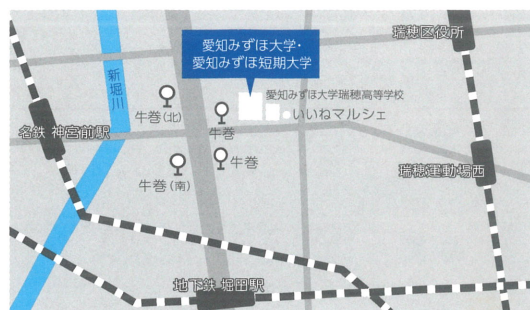 瑞穂区役所
愛知みずほ大学・
愛知みずほ短期大学
新堀川
愛知みずほ大学瑞穂高等学校
いいねマルシェ
牛巻(北)
牛巻
名鉄 神宮前駅
牛巻(南)
牛巻
瑞穂運動場西
地下鉄 堀田駅